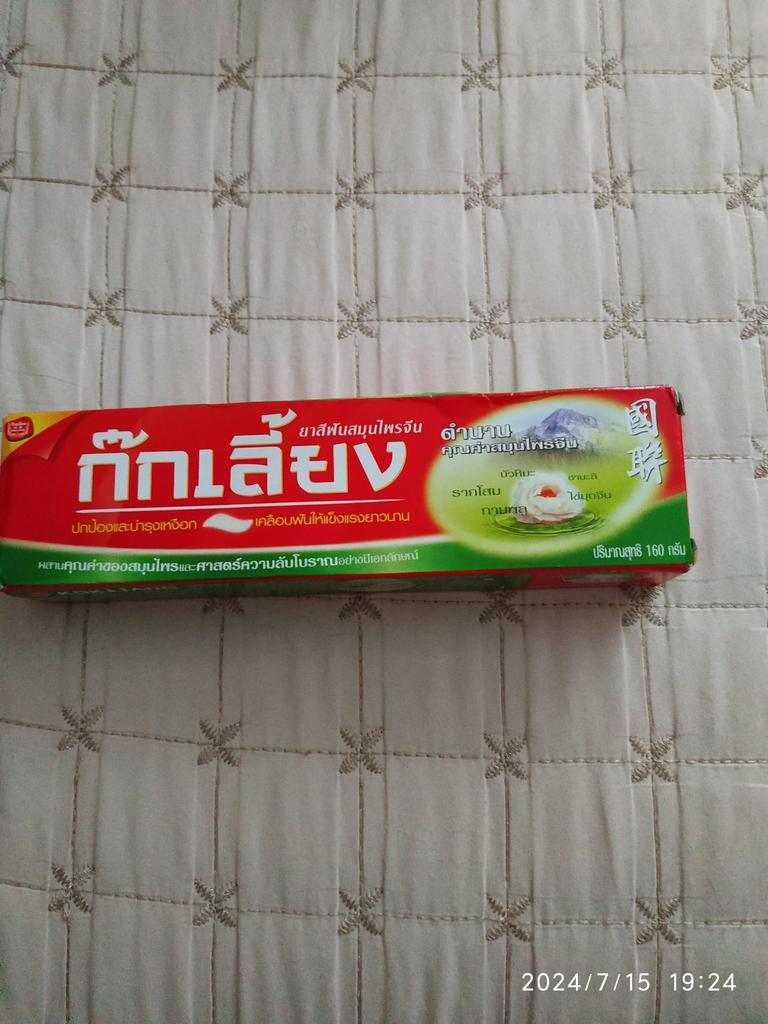 ยาสีฟันสมุนไพรจีน
ก๊กเลี้ยง
ปกป้องและบำรุงเหงือก
เคลือบฟันให้แข็งแรงยาวนาน
ผสานคุณค่าของสมุนไพรและศาสตร์ความลับโบราณอย่างมีเอกลักษณ์
ตำนาน
คุณค่าสมุนไพรจีน
บัวหิมะ
ชะมะลิ
รากโสม
ไข่มุกจีน
กานพลู
國聯
ปริมาณสุทธิ 160 กรัม
KOK LIANG
2024/7/15 19:24